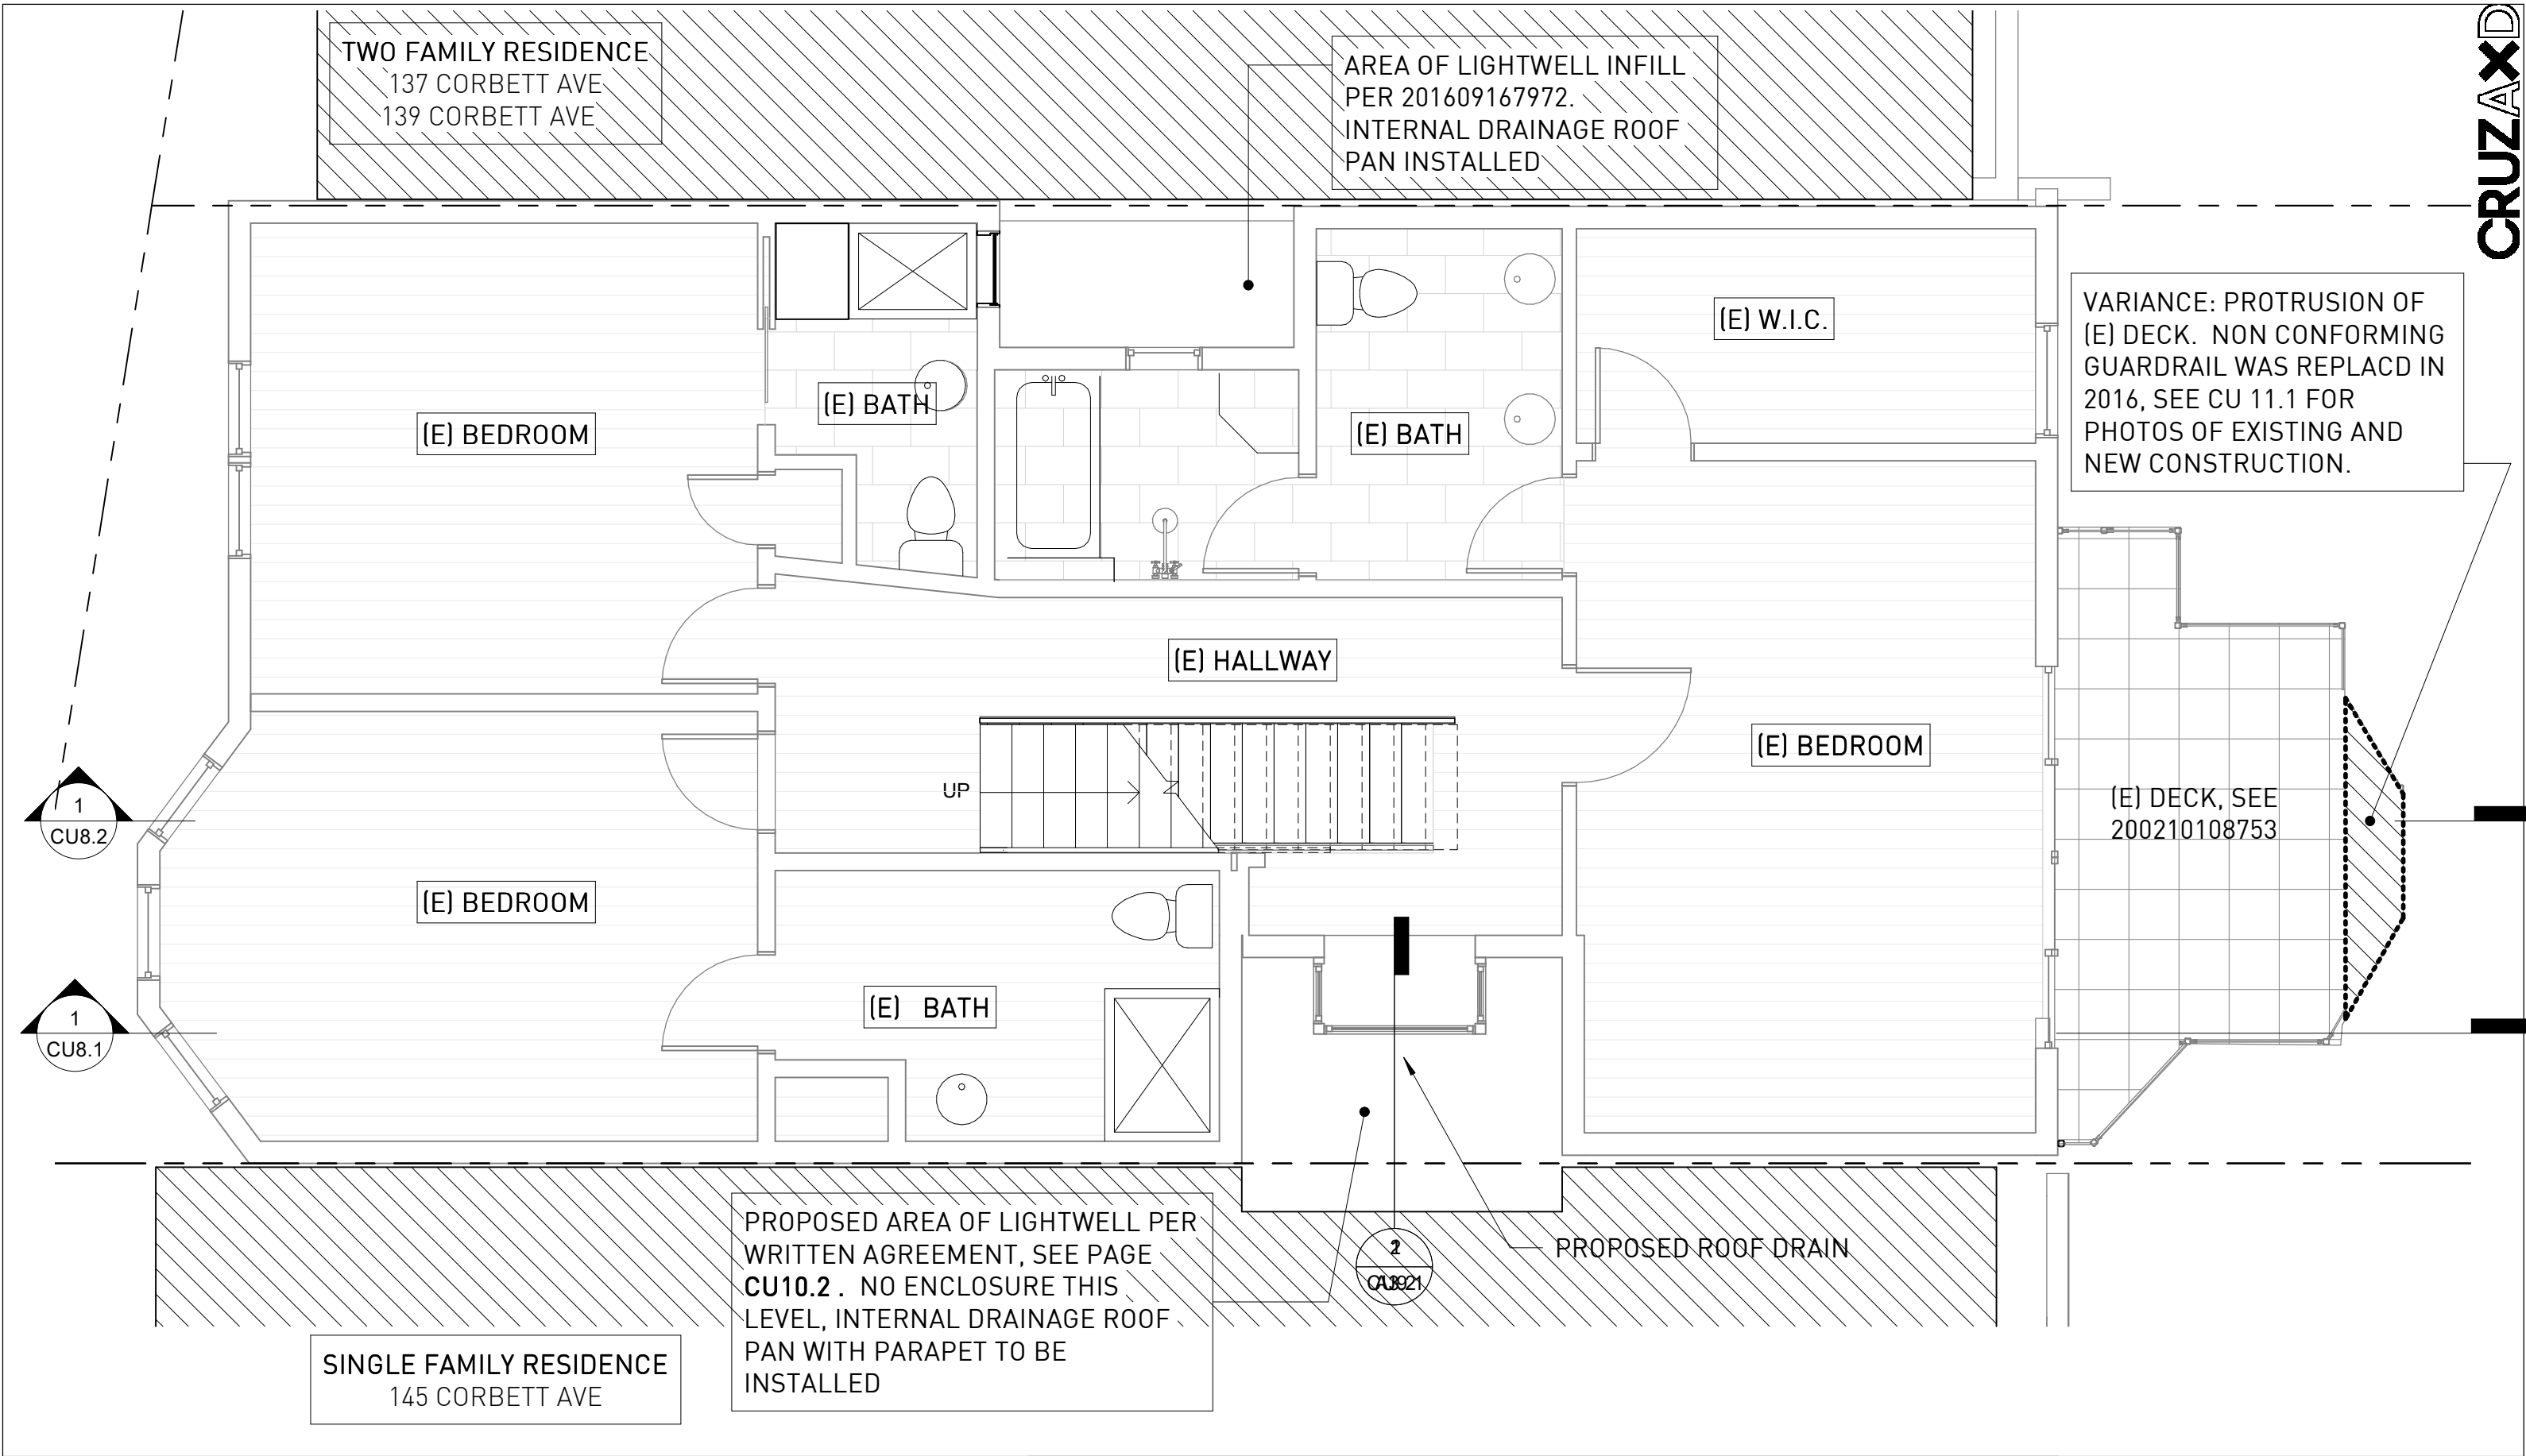 TWO FAMILY RESIDENCE
137 CORBETT AVE
139 CORBETT AVE
AREA OF LIGHTWELL INFILL
PER 201609167972.
INTERNAL DRAINAGE ROOF
PAN INSTALLED
CRUZAXD
VARIANCE: PROTRUSION OF
(E) DECK. NON CONFORMING
GUARDRAIL WAS REPLACD IN
2016, SEE CU 11.1 FOR
PHOTOS OF EXISTING AND
NEW CONSTRUCTION.
(E) W.I.C.
(E) BATH
(E) BEDROOM
(E) BATH
(E) HALLWAY
(E) BEDROOM
UP
(E) DECK, SEE
200210108753
1
CU8.2
(E) BEDROOM
(E) BATH
1
CU8.1
PROPOSED AREA OF LIGHTWELL PER
WRITTEN AGREEMENT, SEE PAGE
CU10.2 . NO ENCLOSURE THIS
LEVEL, INTERNAL DRAINAGE ROOF
PAN WITH PARAPET TO BE
INSTALLED
PROPOSED ROOF DRAIN
SINGLE FAMILY RESIDENCE
145 CORBETT AVE